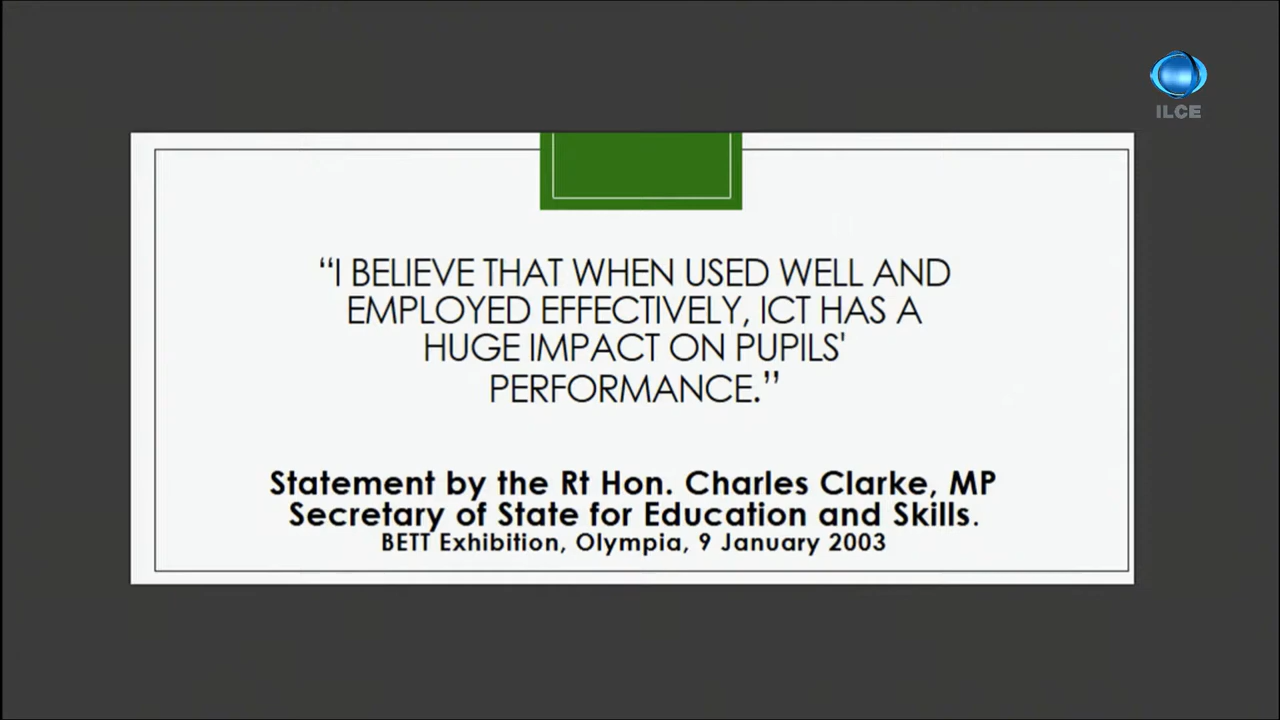 ILCE
“I BELIEVE THAT WHEN USED WELL AND
EMPLOYED EFFECTIVELY, ICT HAS A
HUGE IMPACT ON PUPILS'
PERFORMANCE.”
Statement by the Rt Hon. Charles Clarke, MP
Secretary of State for Education and Skills.
BETT Exhibition, Olympia, 9 January 2003